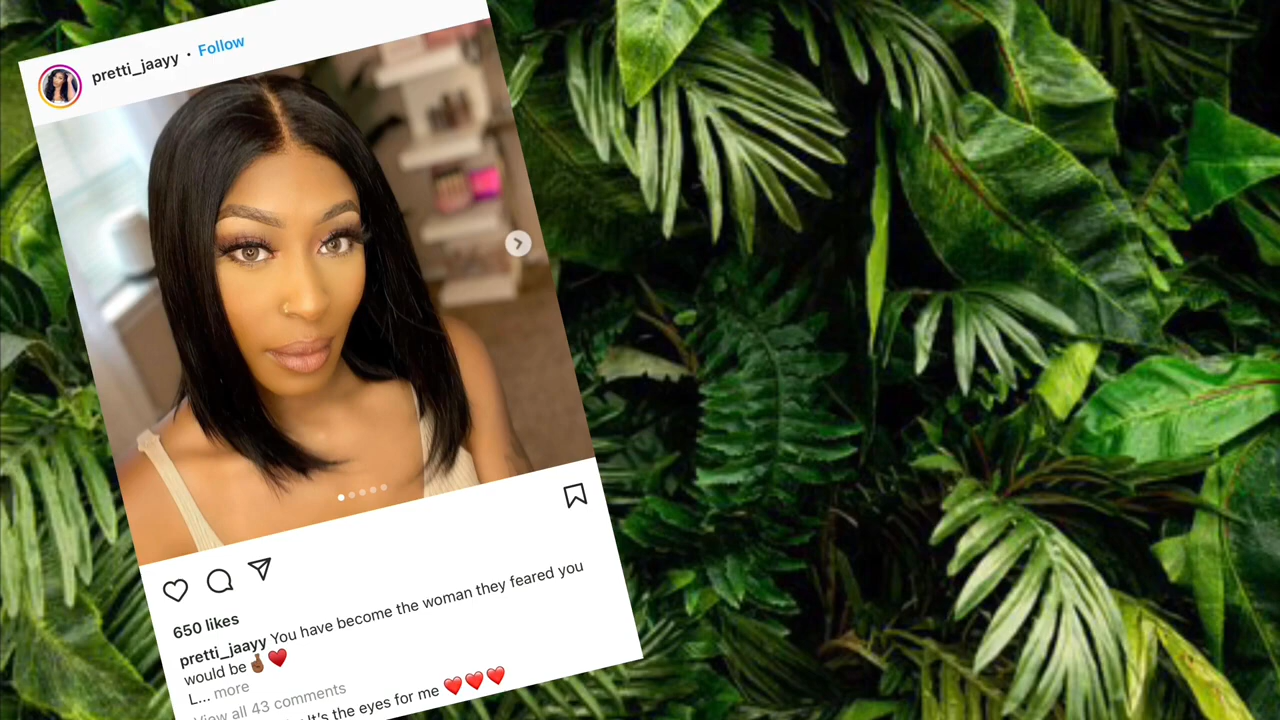 pretti_jaayy • Follow
650 likes
pretti_jaayy You have become the woman they feared you
would be🤞🏾♥️
L... more
View all 43 comments
It's the eyes for me ❤️❤️❤️